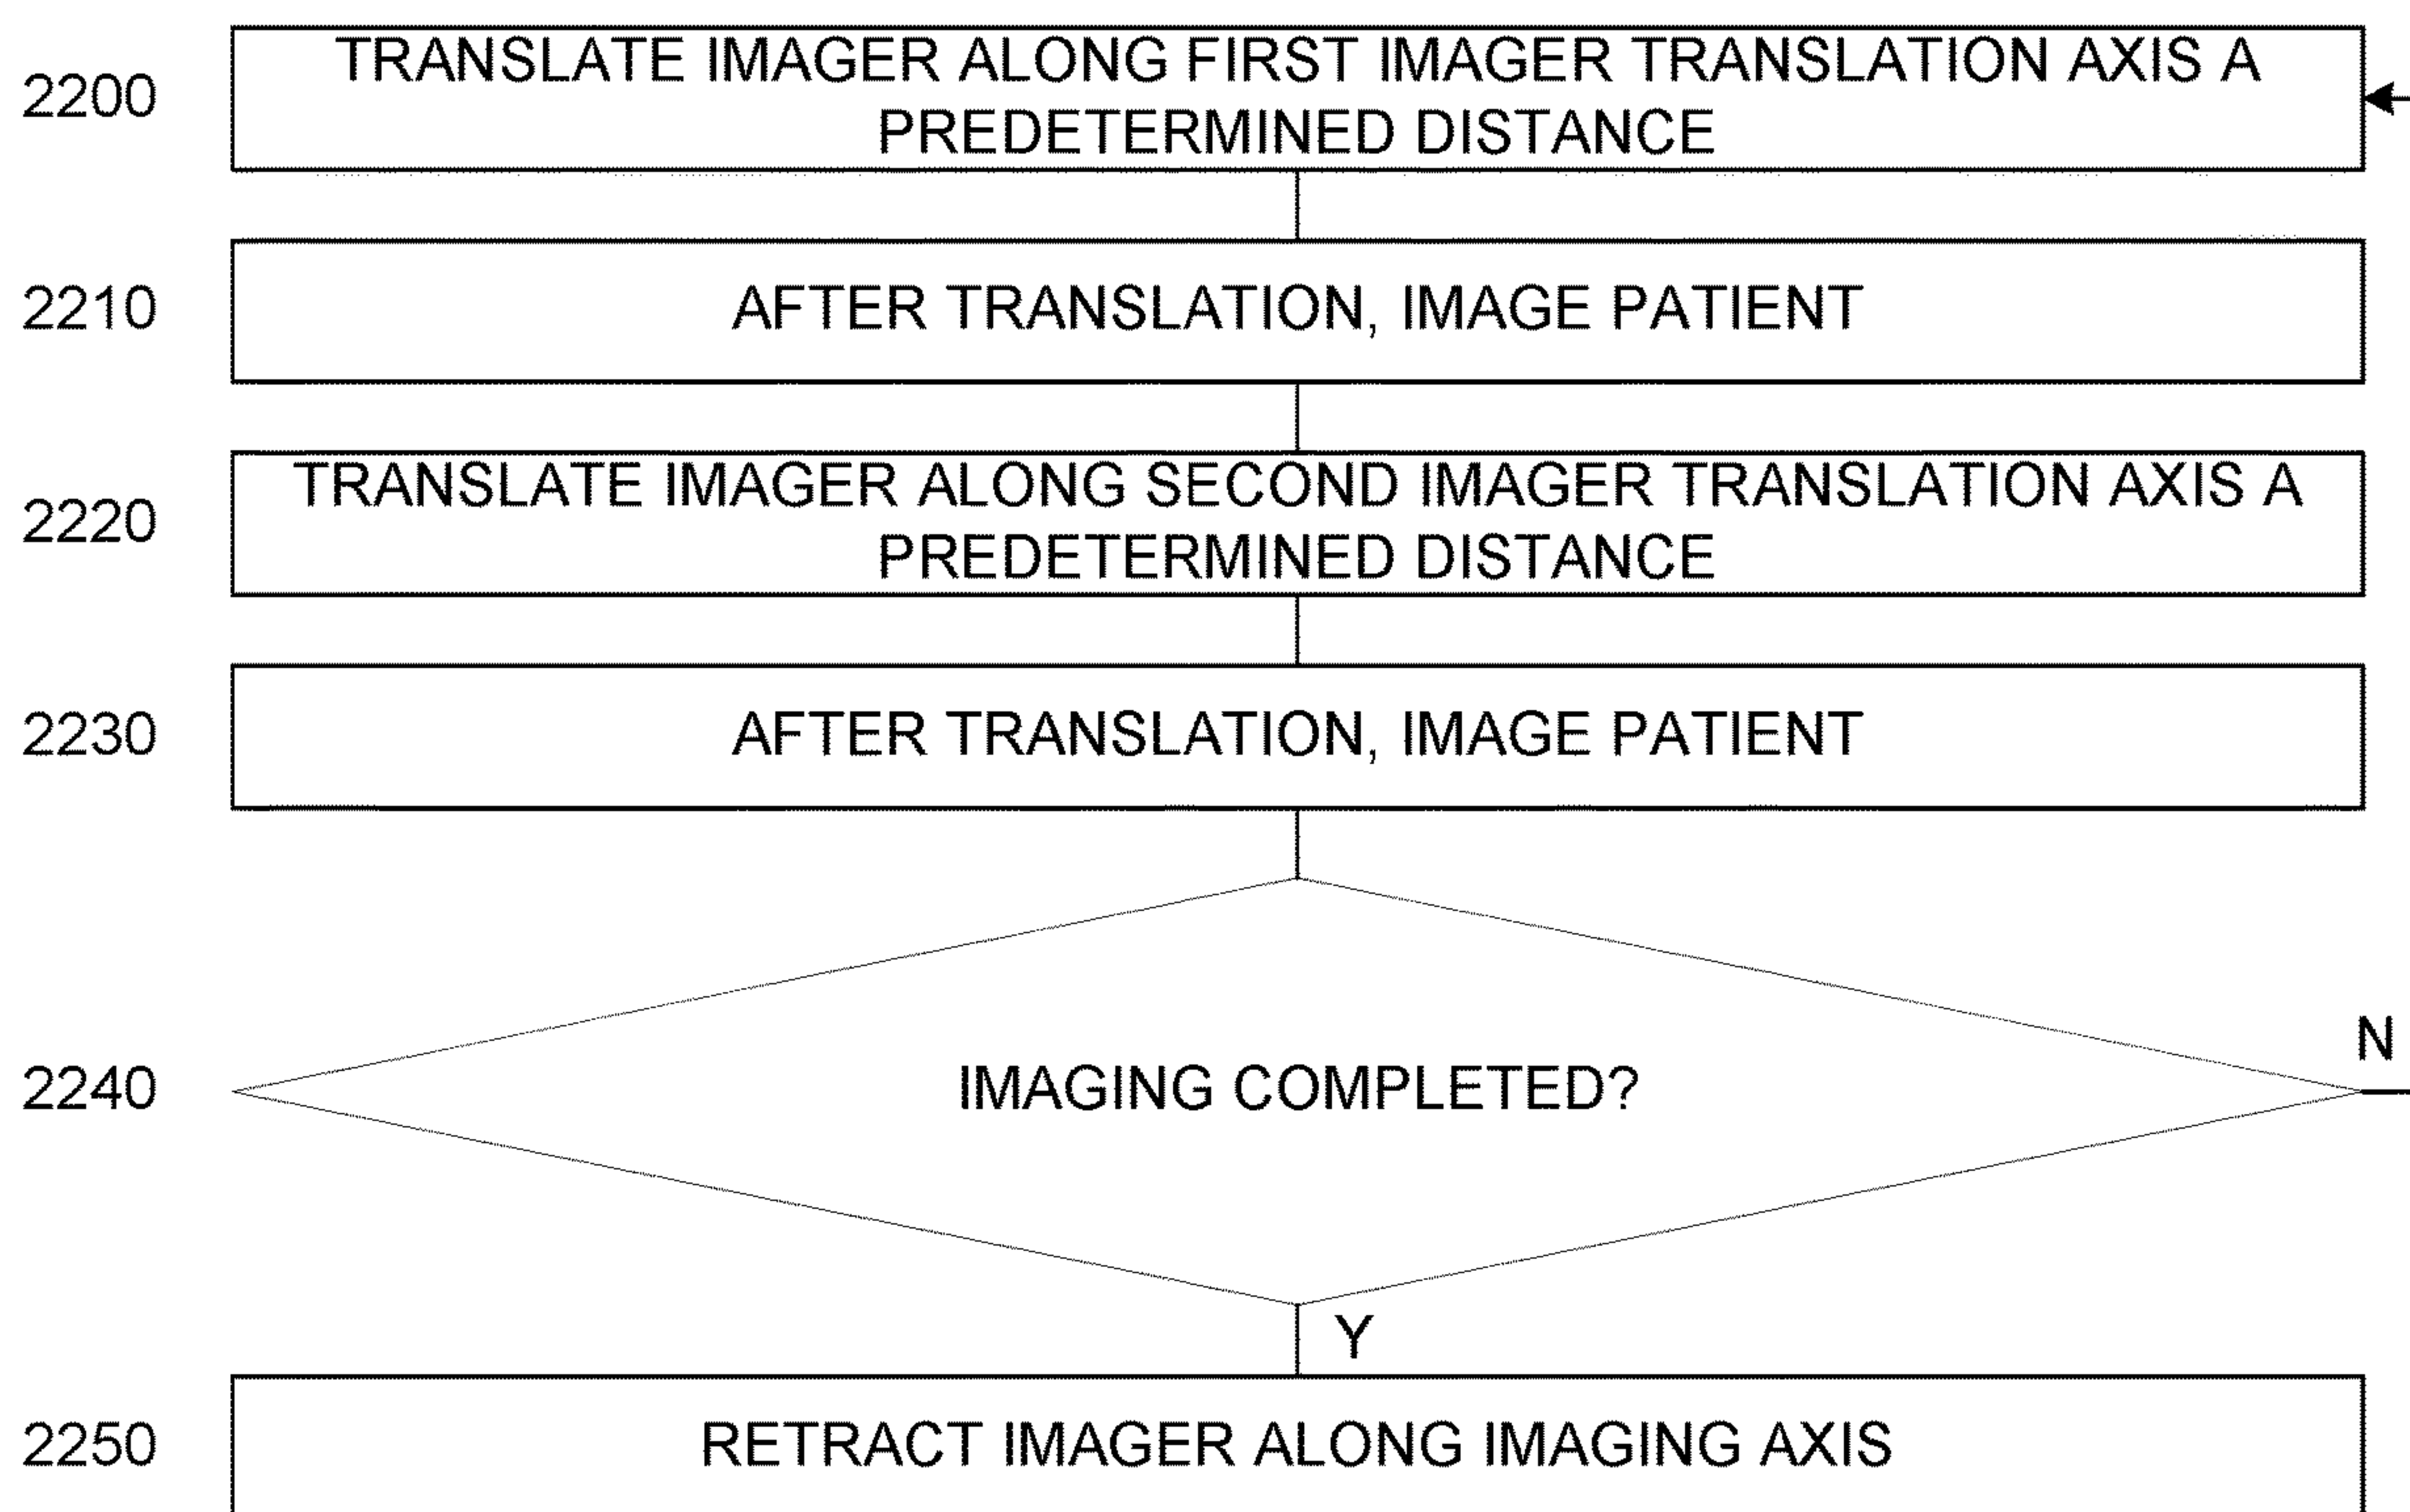 2200
TRANSLATE IMAGER ALONG FIRST IMAGER TRANSLATION AXIS A
PREDETERMINED DISTANCE
2210
AFTER TRANSLATION, IMAGE PATIENT
2220
TRANSLATE IMAGER ALONG SECOND IMAGER TRANSLATION AXIS A
PREDETERMINED DISTANCE
2230
AFTER TRANSLATION, IMAGE PATIENT
2240
IMAGING COMPLETED?
N
Y
2250
RETRACT IMAGER ALONG IMAGING AXIS